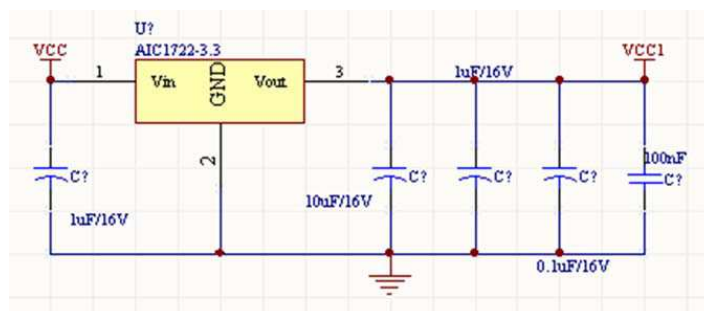 U?
VCC
AIC1722-3.3
VCC1
1
Vin
GND
Vout
3
1uF/16V
2
100nF
C?
C?
C?
C?
C?
10uF/16V
1uF/16V
0.1uF/16V